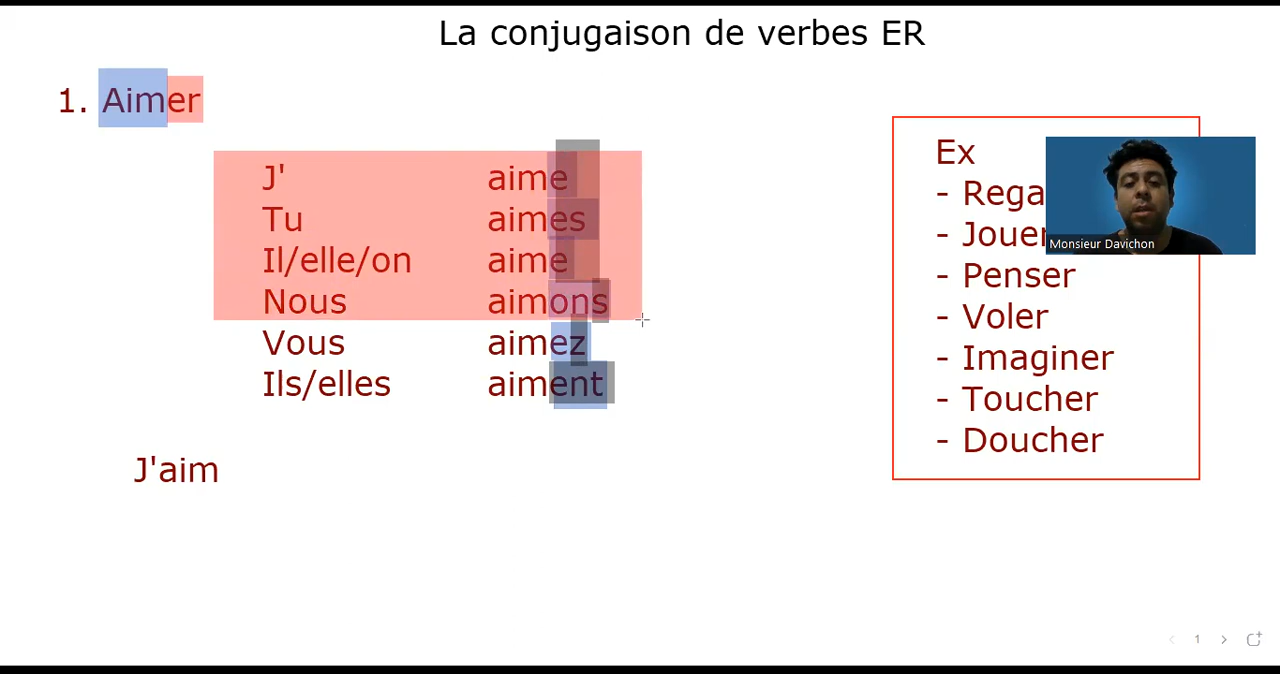 La conjugaison de verbes ER
1. Aimer
J' aime
Tu aimes
Il/elle/on aime
Nous aimons
Vous aimez
Ils/elles aiment
J'aim
Ex
-
- Jouer
- Penser
- Voler
- Imaginer
- Toucher
- Doucher
Monsieur Davichon
1